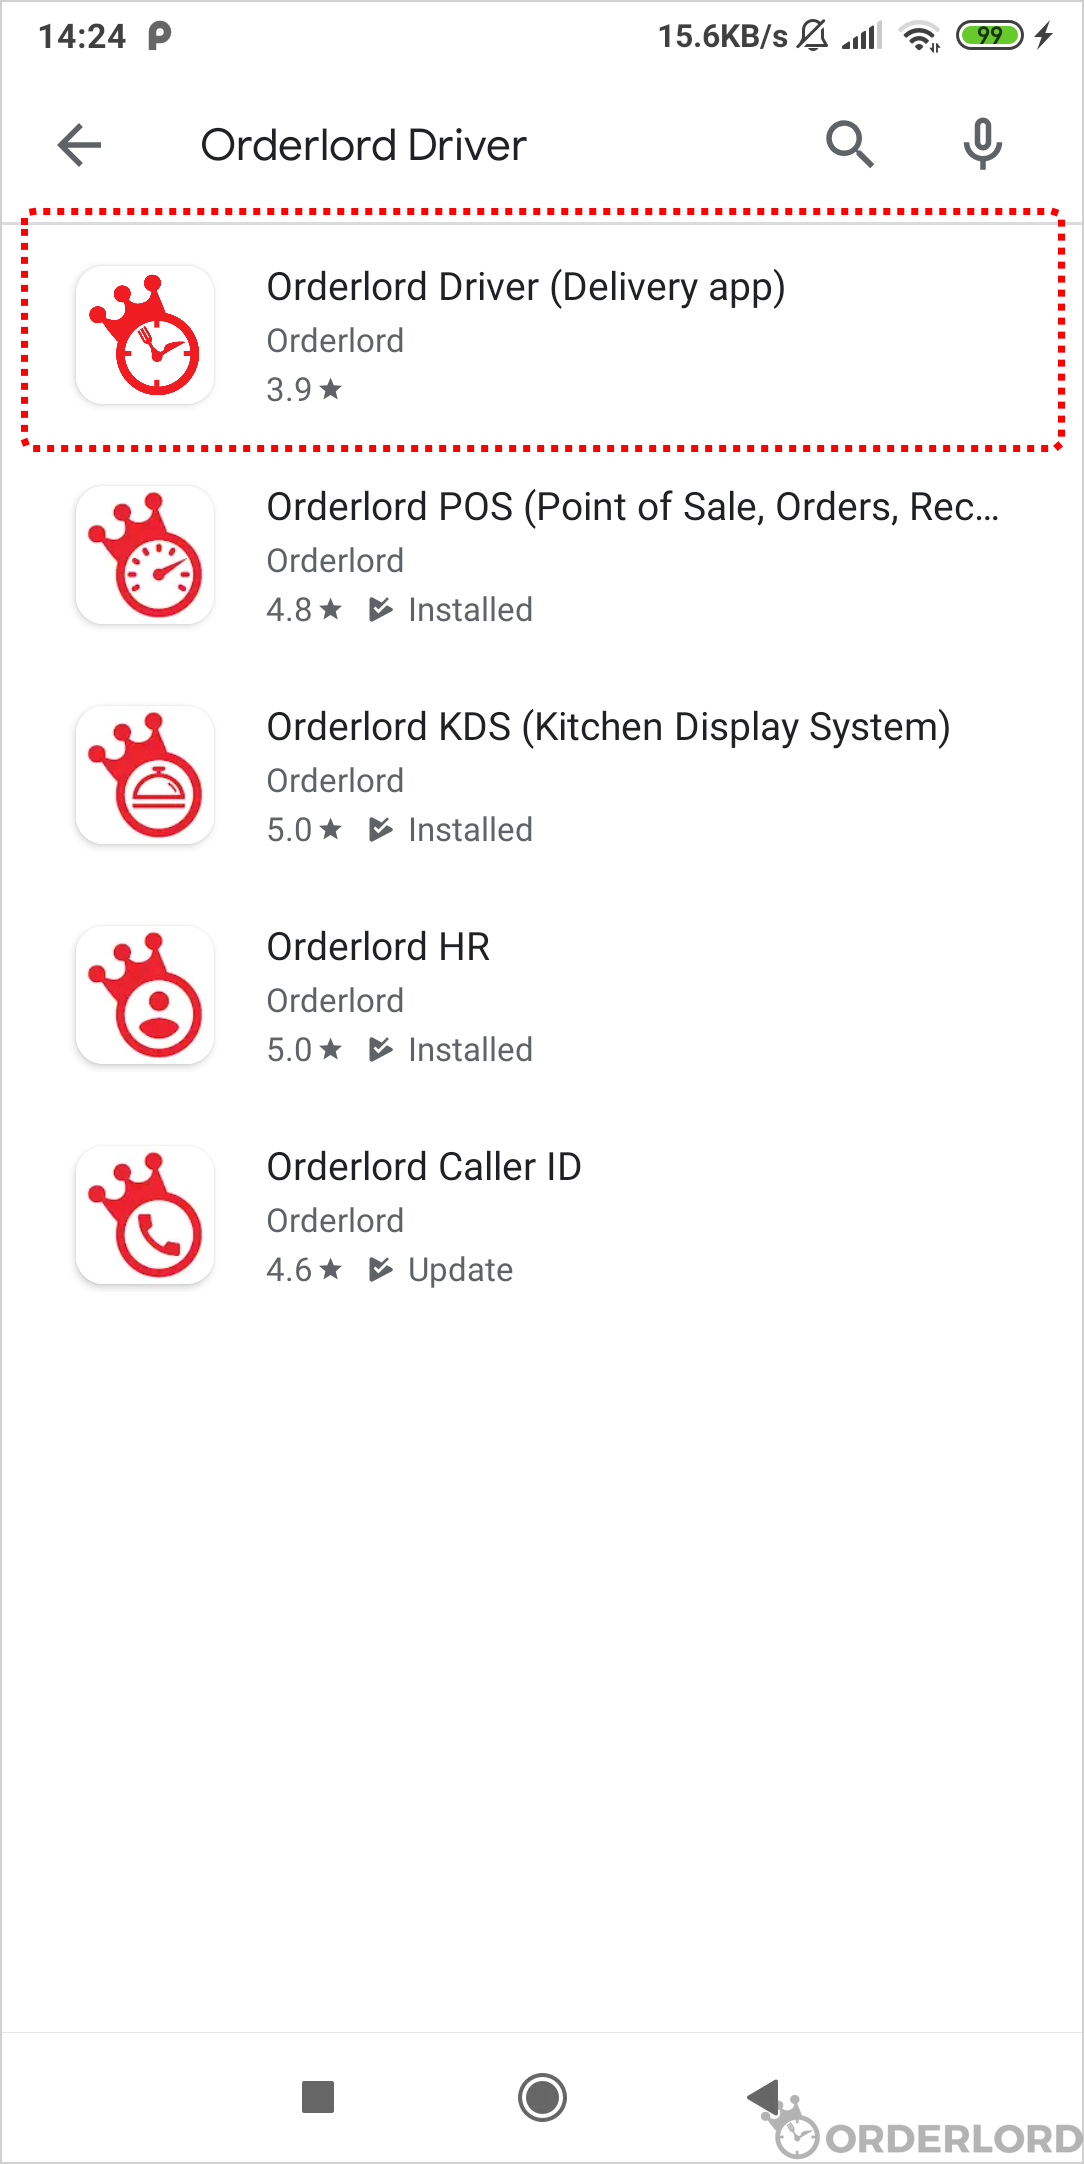 14:24
15.6KB/s
99
Orderlord Driver
Orderlord Driver (Delivery app)
Orderlord
3.9★
Orderlord POS (Point of Sale, Orders, Rec…
Orderlord
4.8★ Installed
Orderlord KDS (Kitchen Display System)
Orderlord
5.0★ Installed
Orderlord HR
Orderlord
5.0★ Installed
Orderlord Caller ID
Orderlord
4.6★ Update
ORDERLORD